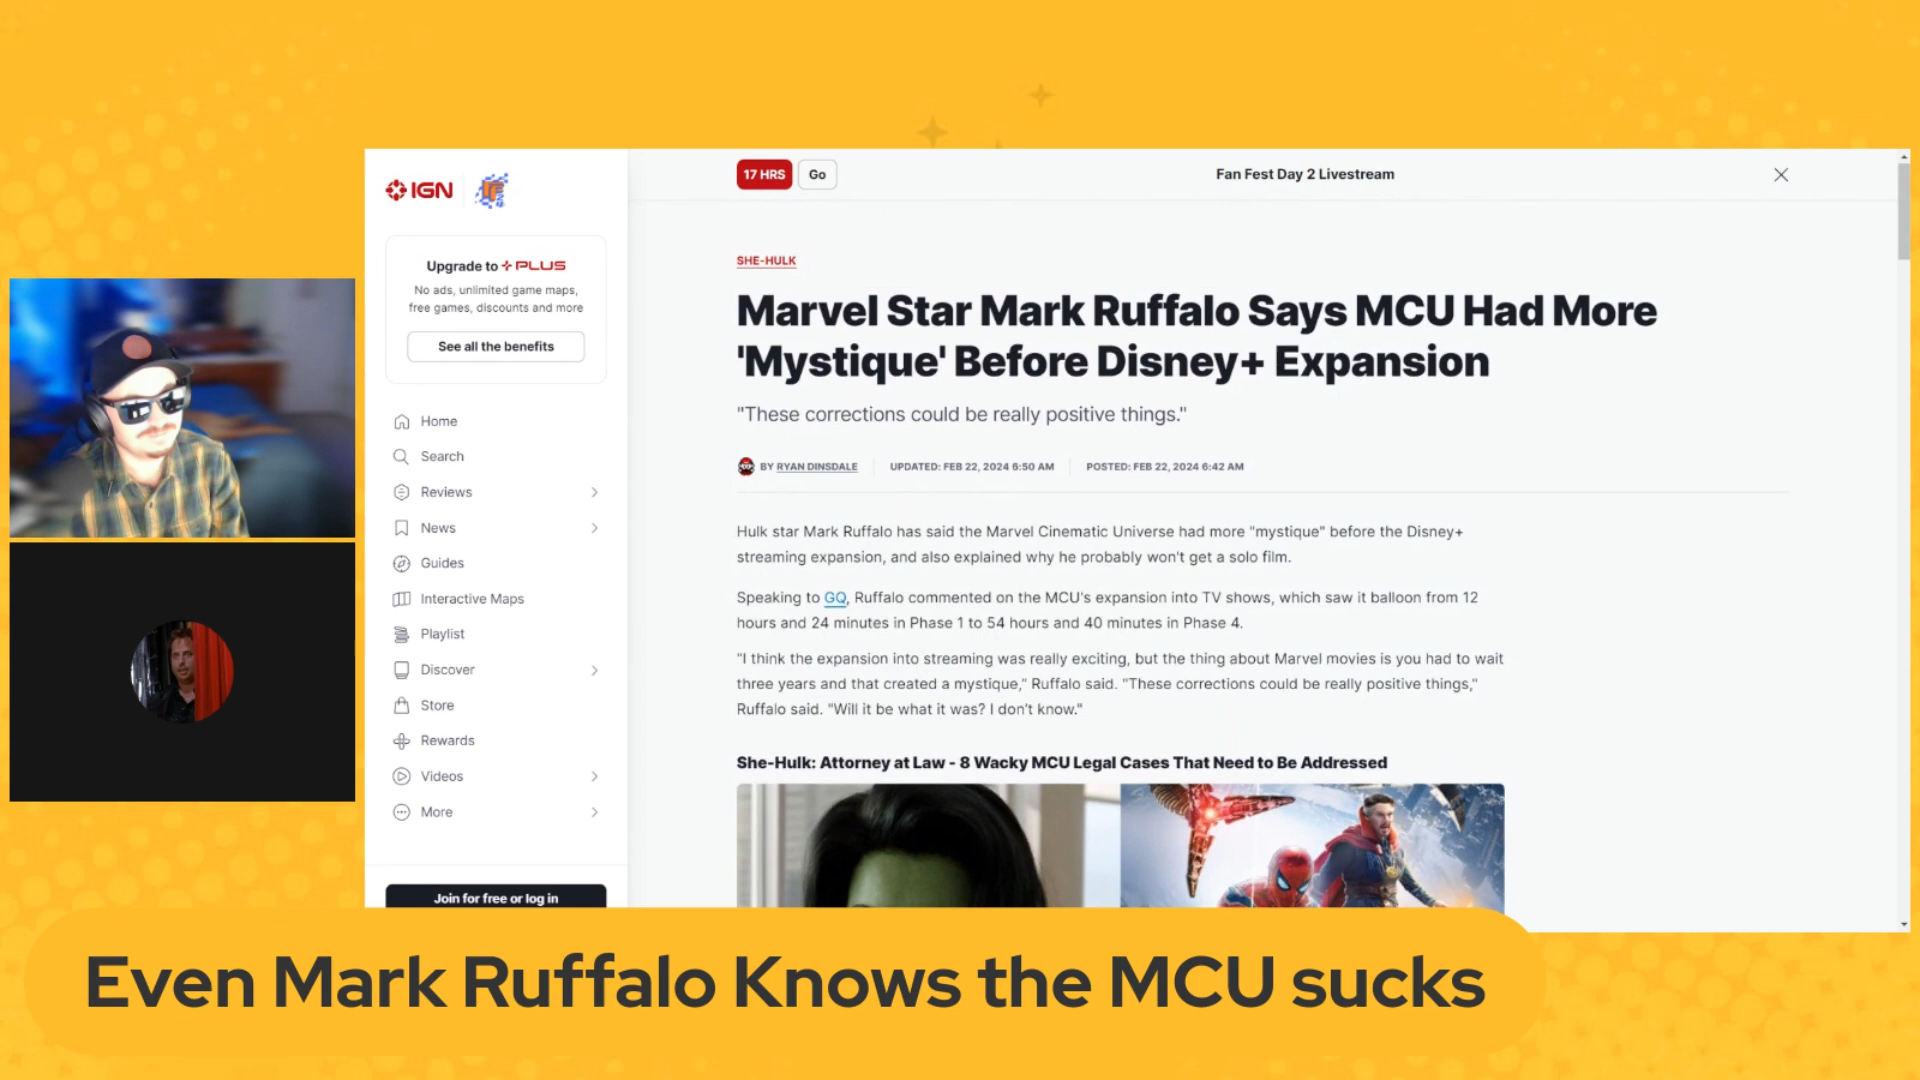 IGN
Upgrade to PLUS
No ads, unlimited game maps,
free games, discounts and more
See all the benefits
Home
Search
Reviews
News
Guides
Interactive Maps
Playlist
Discover
Store
Rewards
Videos
More
Join for free or log in
17 HRS
Go
Fan Fest Day 2 Livestream
SHE-HULK
Marvel Star Mark Ruffalo Says MCU Had More
'Mystique' Before Disney+ Expansion
"These corrections could be really positive things."
BY RYAN DINSDALE
UPDATED: FEB 22, 2024 6:50 AM
POSTED: FEB 22, 2024 6:42 AM
Hulk star Mark Ruffalo has said the Marvel Cinematic Universe had more "mystique" before the Disney+
streaming expansion, and also explained why he probably won't get a solo film.
Speaking to GQ, Ruffalo commented on the MCU's expansion into TV shows, which saw it balloon from 12
hours and 24 minutes in Phase 1 to 54 hours and 40 minutes in Phase 4.
"I think the expansion into streaming was really exciting, but the thing about Marvel movies is you had to wait
three years and that created a mystique," Ruffalo said. "These corrections could be really positive things,"
Ruffalo said. "Will it be what it was? I don't know."
She-Hulk: Attorney at Law - 8 Wacky MCU Legal Cases That Need to Be Addressed
Even Mark Ruffalo Knows the MCU sucks